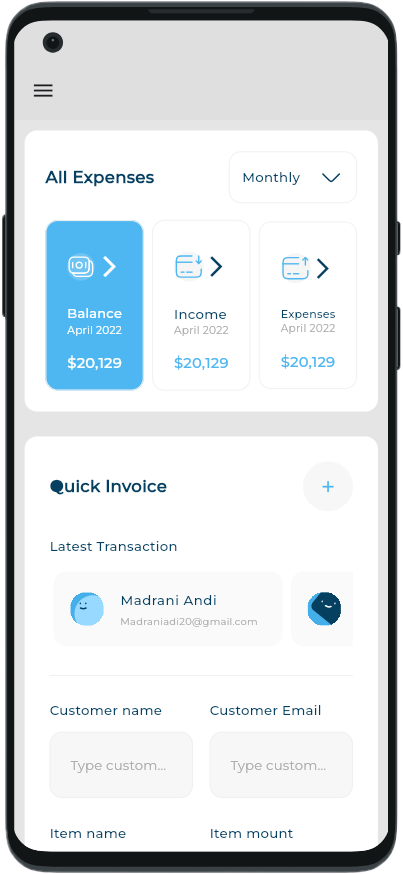 All Expenses
Monthly
Balance
April 2022
$20,129
Income
April 2022
$20,129
Expenses
April 2022
$20,129
Quick Invoice
+
Latest Transaction
Madrani Andi
Madraniadi20@gmail.com
Customer name
Customer Email
Type custom...
Type custom...
Item name
Item mount